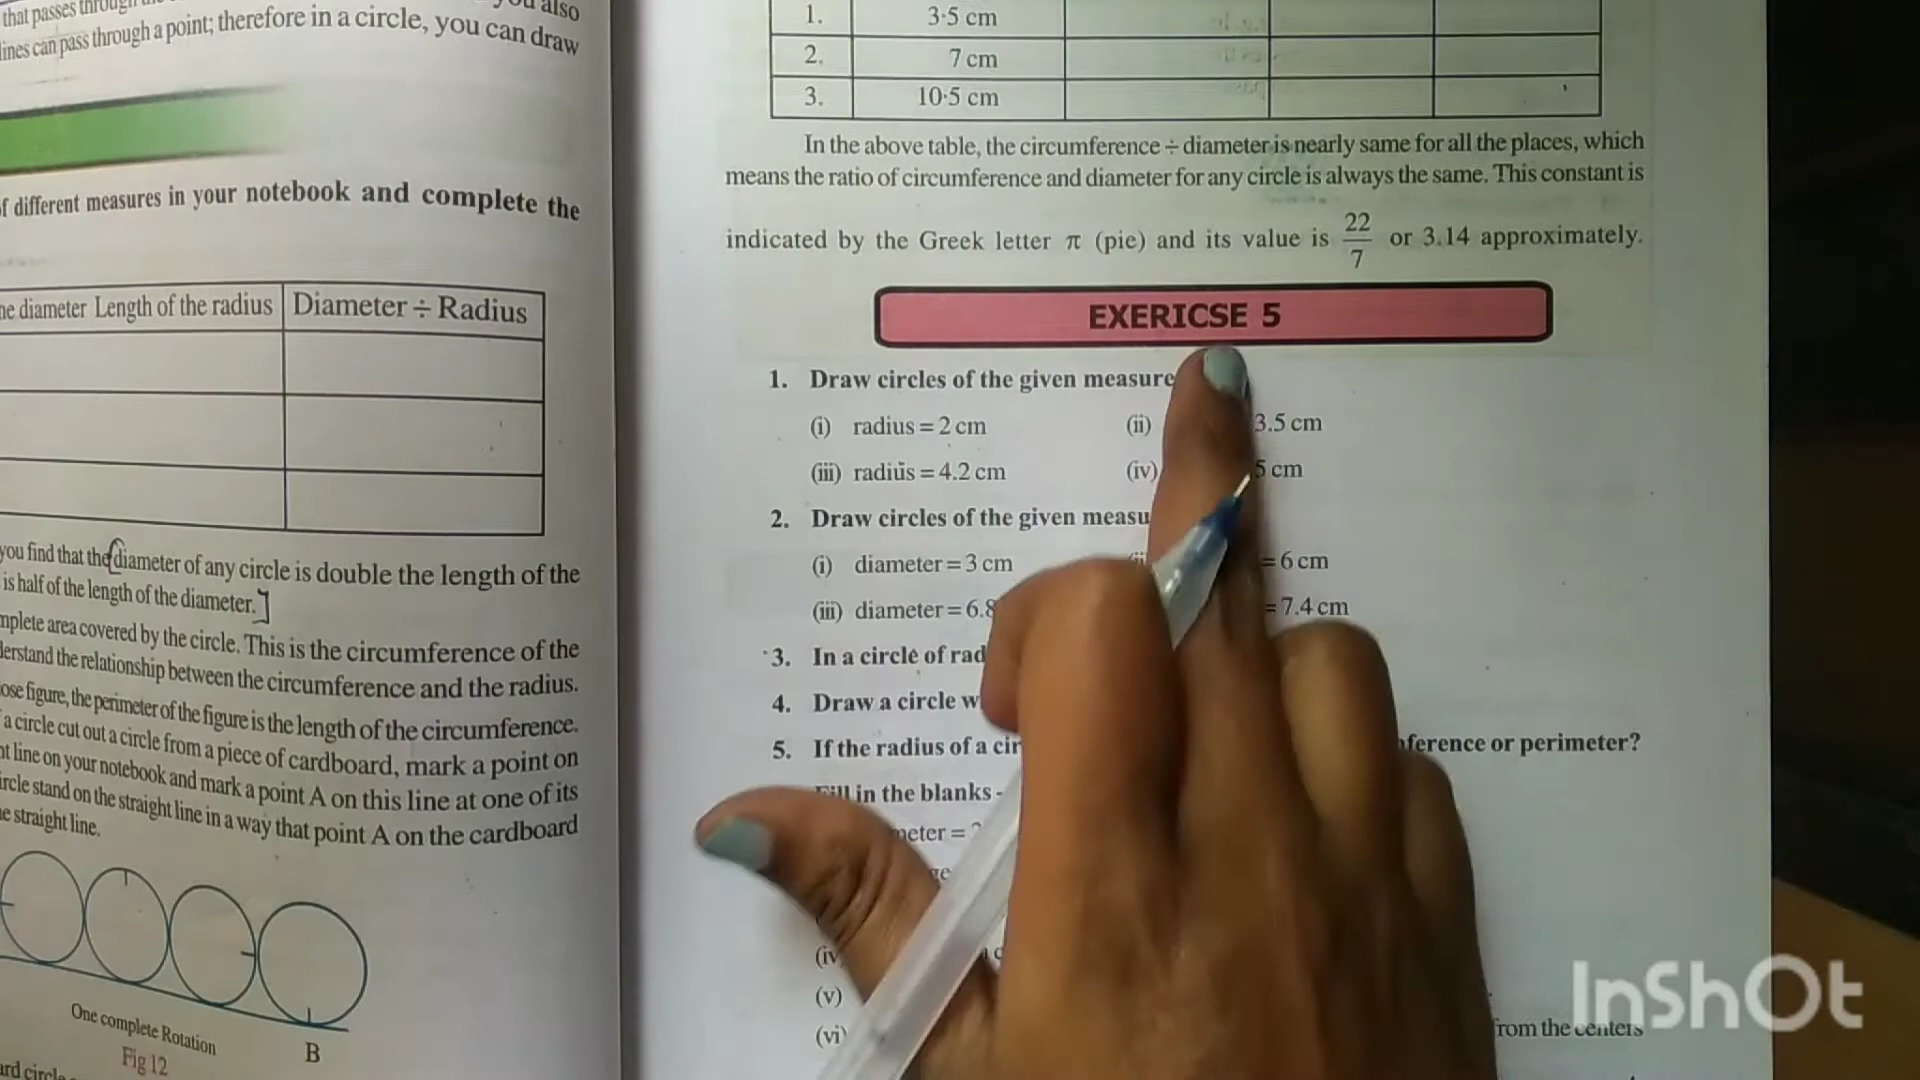 that passes through
also
lines can pass through a point; therefore in a circle, you can draw
of different measures in your notebook and complete the
diameter Length of the radius Diameter ÷ Radius
you find that the diameter of any circle is double the length of the
is half of the length of the diameter.]
area covered by the circle. This is the circumference of the
the relationship between the circumference and the radius.
figure, the perimeter of the figure is the length of the circumference.
a circle cut out a circle from a piece of cardboard, mark a point on
line on your notebook and mark a point A on this line at one of its
stand on the straight line in a way that point A on the cardboard
straight line.
One complete Rotation
B
Fig 12
1. 3·5 cm
2. 7 cm
3. 10·5 cm
In the above table, the circumference ÷ diameter is nearly same for all the places, which
means the ratio of circumference and diameter for any circle is always the same. This constant is
indicated by the Greek letter π (pie) and its value is 22/7 or 3.14 approximately.
EXERICSE 5
1. Draw circles of the given measure
(i) radius = 2 cm (ii) 3.5 cm
(iii) radius = 4.2 cm (iv) 5 cm
2. Draw circles of the given measu
(i) diameter = 3 cm = 6 cm
(iii) diameter = 6.8 = 7.4 cm
3. In a circle of rad
4. Draw a circle w
5. If the radius of a cir ference or perimeter?
in the blanks -
meter =
(iv
(v)
(vi) from the centers
InShOt